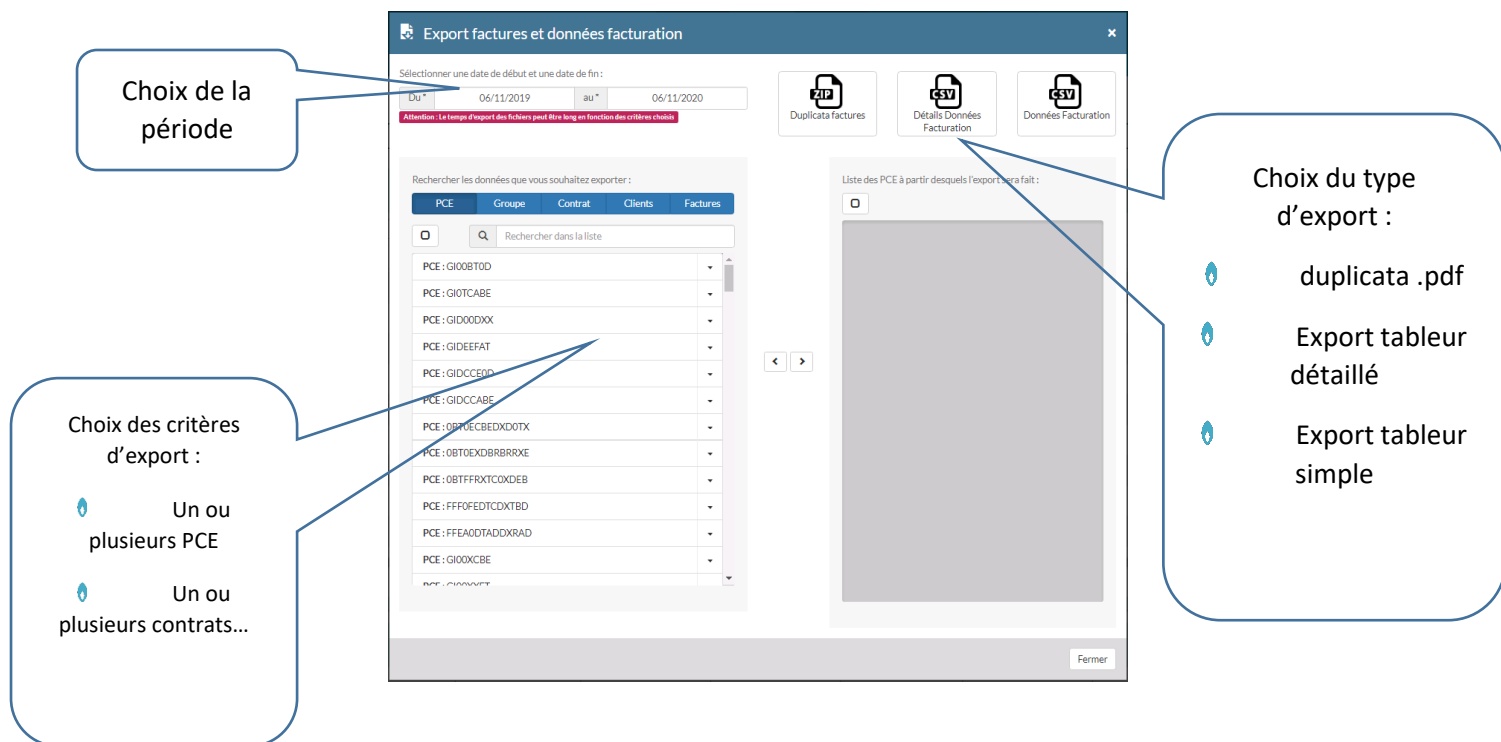 Export factures et données facturation
×
Choix de la
période
Sélectionner une date de début et une date de fin :
Du * 06/11/2019 au * 06/11/2020
Attention : Le temps d'export des fichiers peut être long en fonction des critères choisis
ZIP
Duplicata factures
CSV
Détails Données
Facturation
CSV
Données Facturation
Choix du type
d’export :
duplicata .pdf
Export tableur
détaillé
Export tableur
simple
Rechercher les données que vous souhaitez exporter :
PCE Groupe Contrat Clients Factures
Rechercher dans la liste
PCE : GI00BT0D
PCE : GI0TCABE
PCE : GID00DXX
PCE : GIDEEFAT
PCE : GIDCCE0D
PCE : GIDCCABE
PCE : 0BT0ECBEDXD0TX
PCE : 0BT0EXDBRBRRXE
PCE : 0BTFFRXTC0XDEB
PCE : FFF0FEDTCDXTBD
PCE : FFEA0DTADDXRAD
PCE : GI00XCBE
Liste des PCE à partir desquels l'export sera fait :
Choix des critères
d’export :
Un ou
plusieurs PCE
Un ou
plusieurs contrats…
Fermer